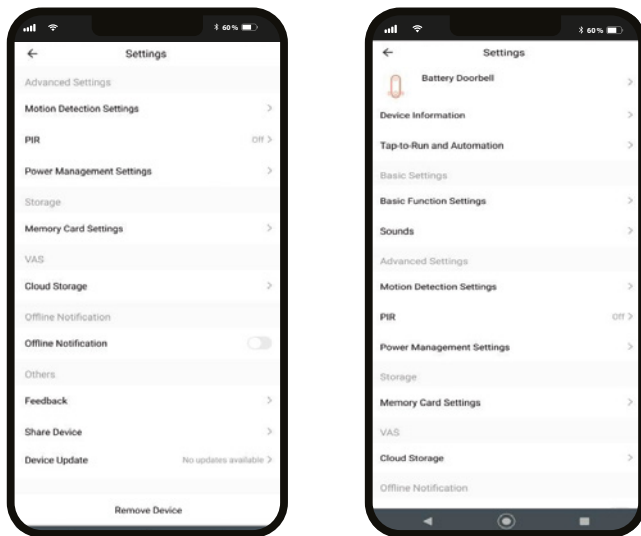 60%
Settings
Advanced Settings
Motion Detection Settings
PIR Off
Power Management Settings
Storage
Memory Card Settings
VAS
Cloud Storage
Offline Notification
Offline Notification
Others
Feedback
Share Device
Device Update No updates available
Remove Device
60%
Settings
Battery Doorbell
Device Information
Tap-to-Run and Automation
Basic Settings
Basic Function Settings
Sounds
Advanced Settings
Motion Detection Settings
PIR Off
Power Management Settings
Storage
Memory Card Settings
VAS
Cloud Storage
Offline Notification